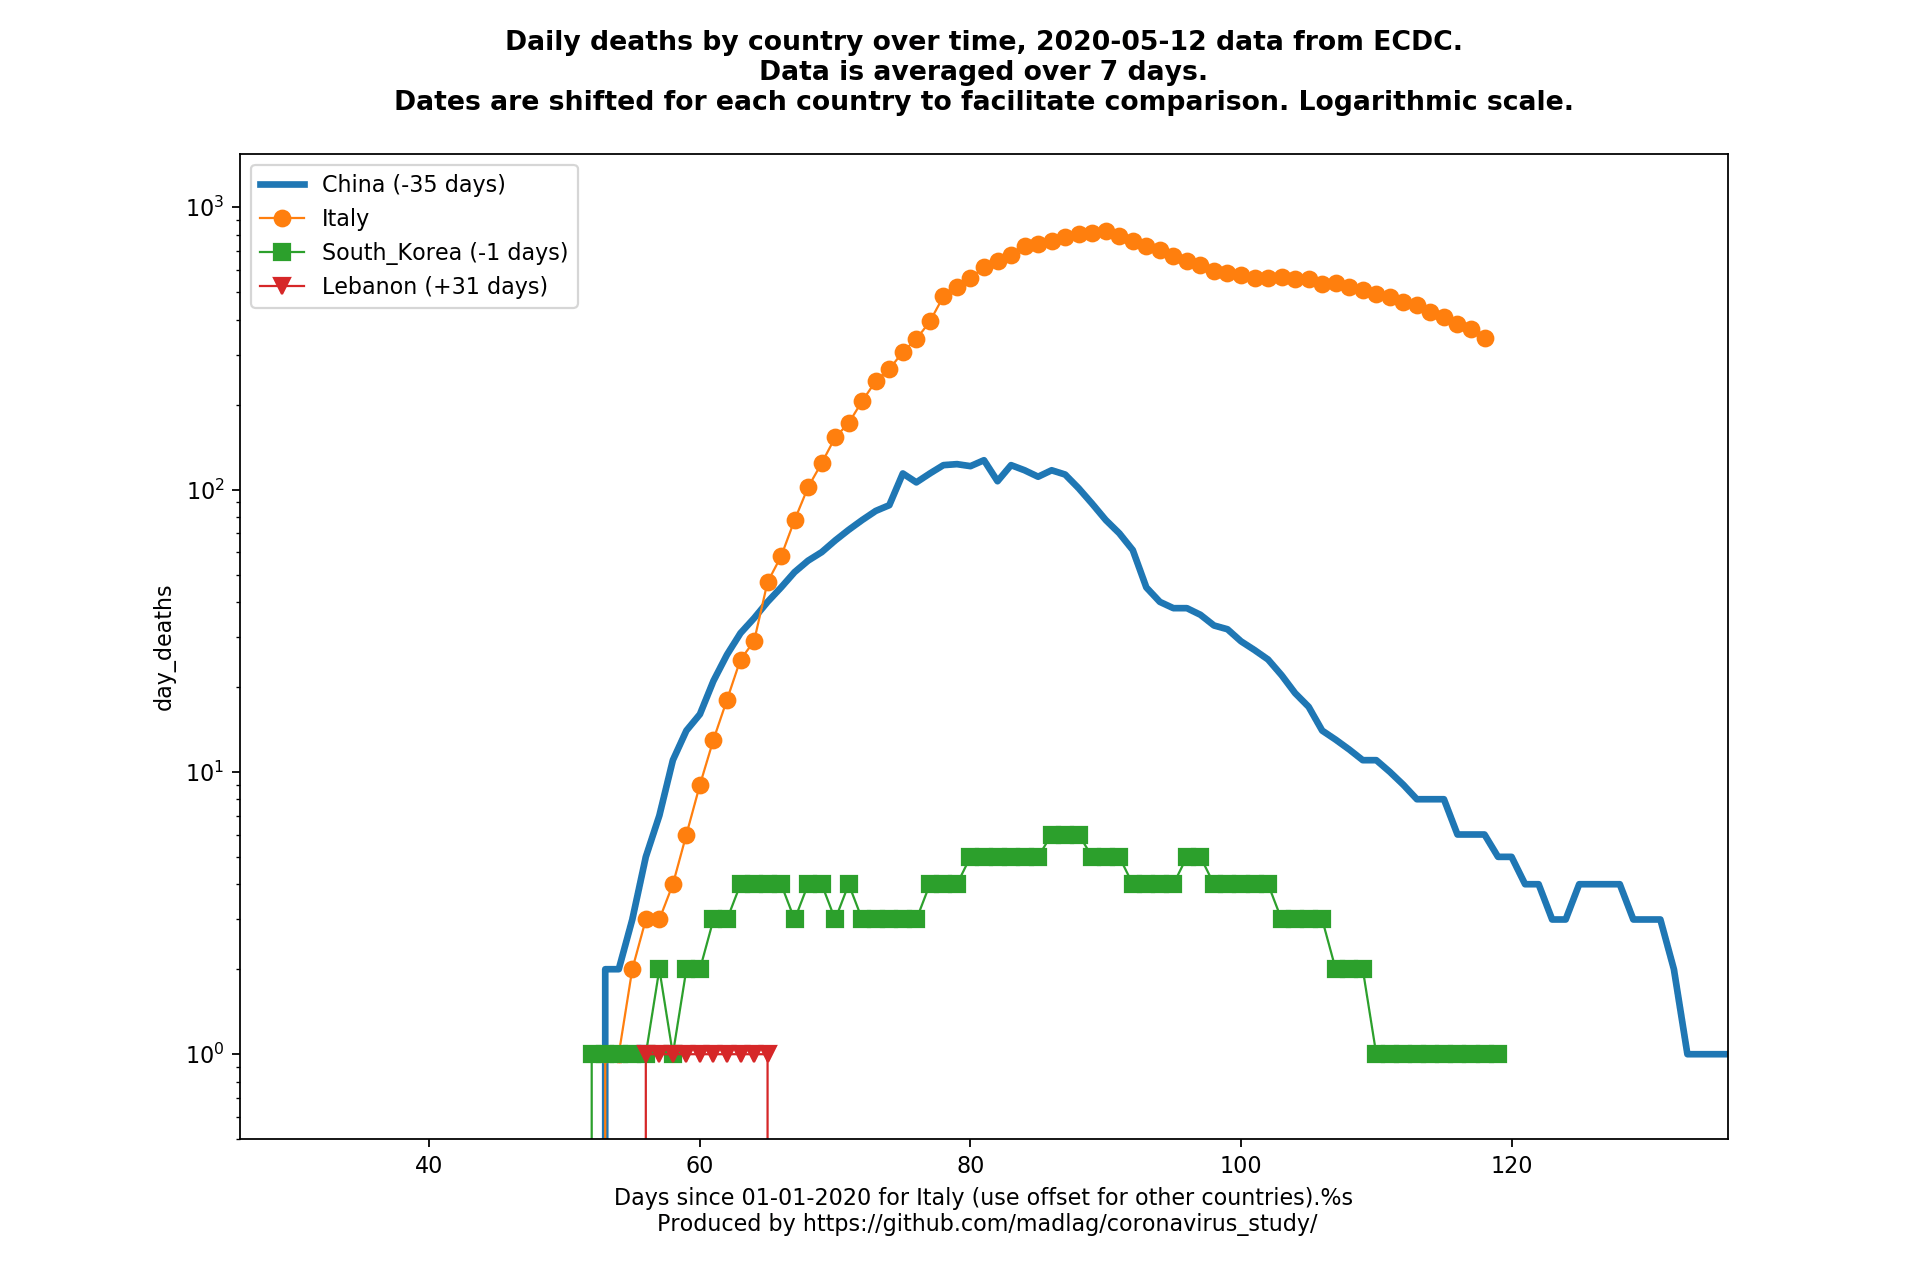 Daily deaths by country over time, 2020-05-12 data from ECDC.
Data is averaged over 7 days.
Dates are shifted for each country to facilitate comparison. Logarithmic scale.
China (-35 days)
Italy
South_Korea (-1 days)
Lebanon (+31 days)
10³
10²
10¹
10⁰
day_deaths
40 60 80 100 120
Days since 01-01-2020 for Italy (use offset for other countries).%s
Produced by https://github.com/madlag/coronavirus_study/